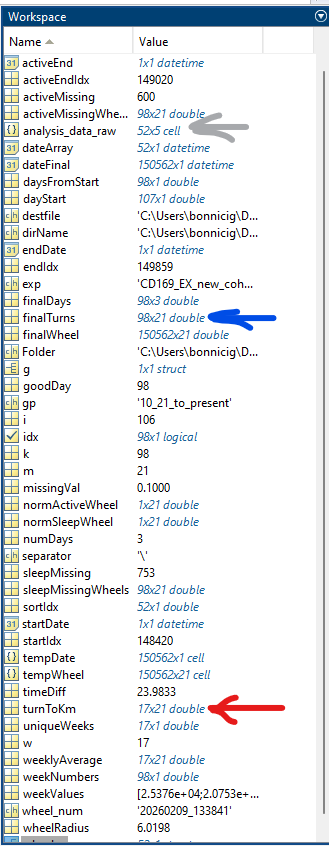 Workspace
Name Value
activeEnd 1x1 datetime
activeEndIdx 149020
activeMissing 600
activeMissingWhe... 98x21 double
analysis_data_raw 52x5 cell
dateArray 52x1 datetime
dateFinal 150562x1 datetime
daysFromStart 98x1 double
dayStart 107x1 double
destfile 'C:\Users\bonnicig\D...
dirName 'C:\Users\bonnicig\D...
endDate 1x1 datetime
endIdx 149859
exp 'CD169_EX_new_coh...
finalDays 98x3 double
finalTurns 98x21 double
finalWheel 150562x21 double
Folder 'C:\Users\bonnicig\D...
g 1x1 struct
goodDay 98
gp '10_21_to_present'
i 106
idx 98x1 logical
k 98
m 21
missingVal 0.1000
normActiveWheel 1x21 double
normSleepWheel 1x21 double
numDays 3
separator '\'
sleepMissing 753
sleepMissingWheels 98x21 double
sortIdx 52x1 double
startDate 1x1 datetime
startIdx 148420
tempDate 150562x1 cell
tempWheel 150562x21 cell
timeDiff 23.9833
turnToKm 17x21 double
uniqueWeeks 17x1 double
w 17
weeklyAverage 17x21 double
weekNumbers 98x1 double
weekValues [2.5376e+04;2.0753e+...
wheel_num '20260209_133841'
wheelRadius 6.0198